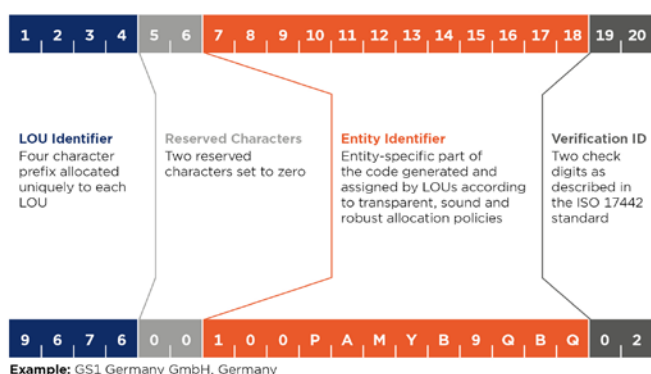 1 2 3 4 5 6 7 8 9 10 11 12 13 14 15 16 17 18 19 20
LOU Identifier
Four character
prefix allocated
uniquely to each
LOU
Reserved Characters
Two reserved
characters set to zero
Entity Identifier
Entity-specific part of
the code generated and
assigned by LOUs according
to transparent, sound and
robust allocation policies
Verification ID
Two check
digits as
described in
the ISO 17442
standard
9 6 7 6 0 0 1 0 0 P A M Y B 9 Q B Q 0 2
Example: GS1 Germany GmbH, Germany